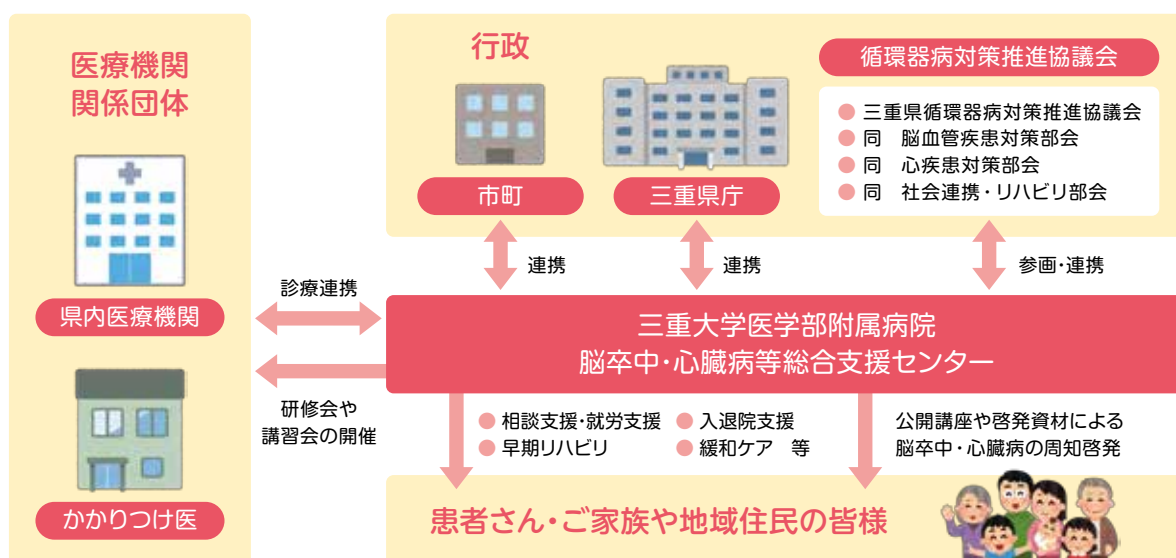 医療機関
関係団体
県内医療機関
かかりつけ医
行政
市町
三重県庁
循環器病対策推進協議会
● 三重県循環器病対策推進協議会
● 同　脳血管疾患対策部会
● 同　心疾患対策部会
● 同　社会連携・リハビリ部会
連携
連携
参画・連携
診療連携
研修会や
講習会の開催
三重大学医学部附属病院
脳卒中・心臓病等総合支援センター
● 相談支援・就労支援
● 早期リハビリ
● 入退院支援
● 緩和ケア　等
公開講座や啓発資材による
脳卒中・心臓病の周知啓発
患者さん・ご家族や地域住民の皆様